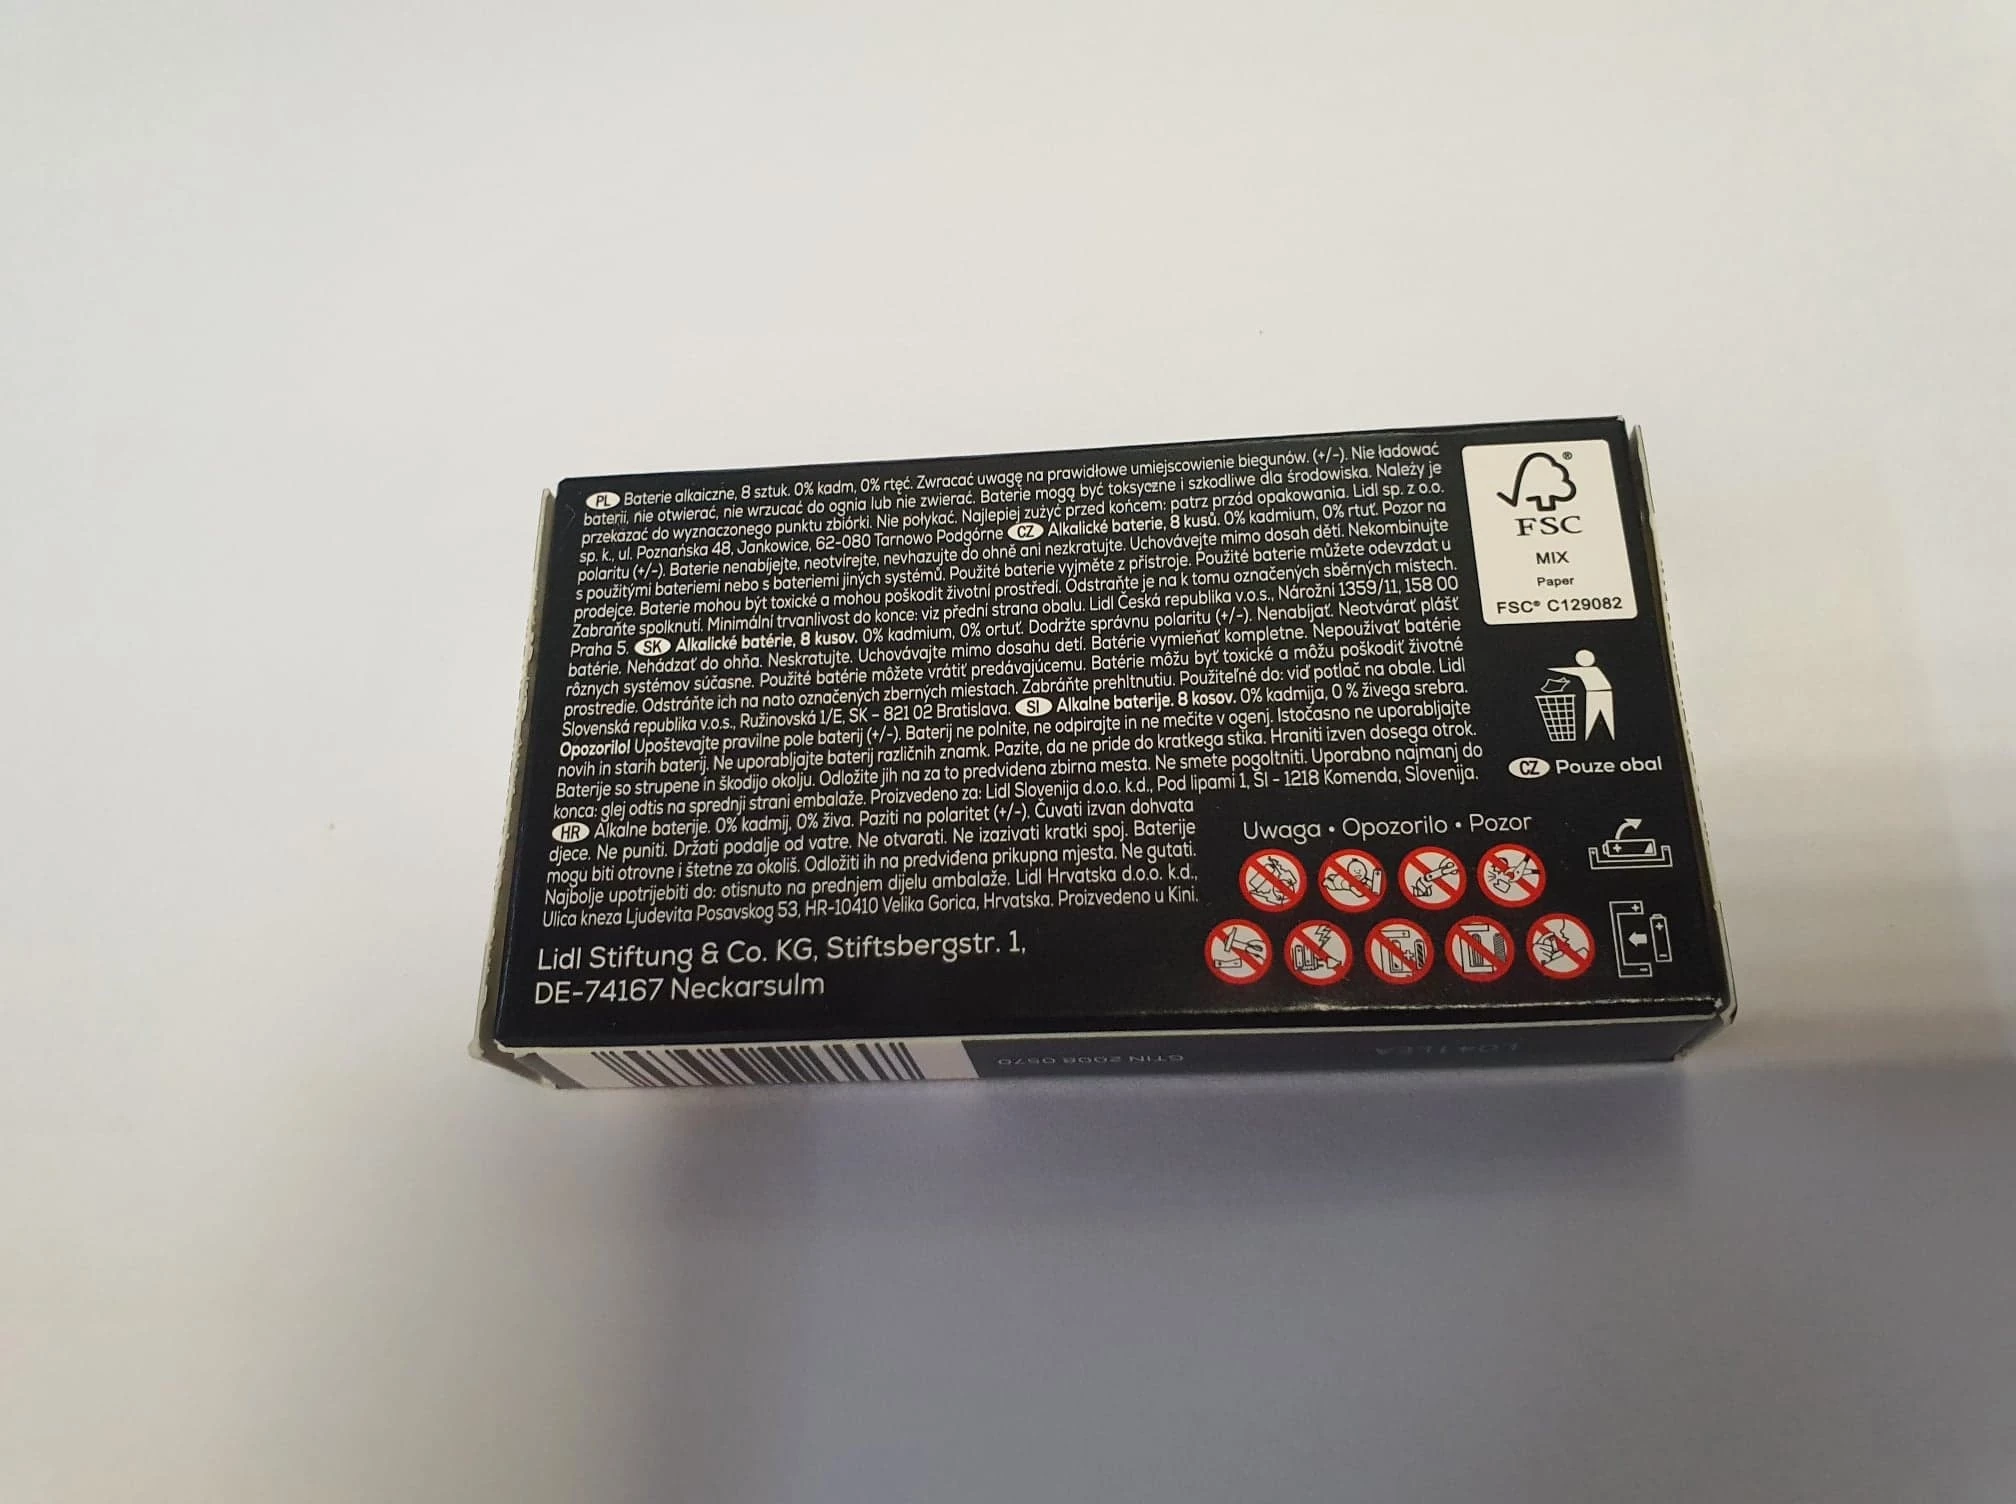 PL Baterie alkaiczne, 8 sztuk. 0% kadm, 0% rtęć. Zwracać uwagę na prawidłowe umiejscowienie biegunów. (+/-). Nie ładować
baterii, nie otwierać, nie wrzucać do ognia lub nie zwierać. Baterie mogą być toksyczne i szkodliwe dla środowiska. Należy je
przekazać do wyznaczonego punktu zbiórki. Nie połykać. Najlepiej zużyć przed końcem: patrz przód opakowania. Lidl sp. z o.o.
sp. k., ul. Poznańska 48, Jankowice, 62-080 Tarnowo Podgórne CZ Alkalické baterie, 8 kusů. 0% kadmium, 0% rtuť. Pozor na
polaritu (+/-). Baterie nenabíjejte, neotvírejte, nevhazujte do ohně ani nezkratujte. Uchovávejte mimo dosah dětí. Nekombinujte
s použitými bateriemi nebo s bateriemi jiných systémů. Použité baterie vyjměte z přístroje. Použité baterie můžete odevzdat u
prodejce. Baterie mohou být toxické a mohou poškodit životní prostředí. Odstraňte je na k tomu označených sběrných místech.
Zabraňte spolknutí. Minimální trvanlivost do konce: viz přední strana obalu. Lidl Česká republika v.o.s., Nárožní 1359/11, 158 00
Praha 5. SK Alkalické batérie, 8 kusov. 0% kadmium, 0% ortuť. Dodržte správnu polaritu (+/-). Nenabíjať. Neotvárať plášť
batérie. Nehádzať do ohňa. Neskratujte. Uchovávajte mimo dosahu detí. Batérie vymieňať kompletne. Nepoužívať batérie
rôznych systémov súčasne. Použité batérie môžete vrátiť predávajúcemu. Batérie môžu byť toxické a môžu poškodiť životné
prostredie. Odstráňte ich na nato označených zberných miestach. Zabráňte prehltnutiu. Použiteľné do: viď potlač na obale. Lidl
Slovenská republika v.o.s., Ružinovská 1/E, SK – 821 02 Bratislava. SI Alkalne baterije. 8 kosov. 0% kadmija, 0 % živega srebra.
Opozorilo! Upoštevajte pravilne pole baterij (+/-). Baterij ne polnite, ne odpirajte in ne mečite v ogenj. Istočasno ne uporabljajte
novih in starih baterij. Ne uporabljajte baterij različnih znamk. Pazite, da ne pride do kratkega stika. Hraniti izven dosega otrok.
Baterije so strupene in škodijo okolju. Odložite jih na za to predvidena zbirna mesta. Ne smete pogoltniti. Uporabno najmanj do
konca: glej odtis na sprednji strani embalaže. Proizvedeno za: Lidl Slovenija d.o.o. k.d., Pod lipami 1, SI - 1218 Komenda, Slovenija.
HR Alkalne baterije. 0% kadmij, 0% živa. Paziti na polaritet (+/-). Čuvati izvan dohvata
djece. Ne puniti. Držati podalje od vatre. Ne otvarati. Ne izazivati kratki spoj. Baterije
mogu biti otrovne i štetne za okoliš. Odložiti ih na predviđena prikupna mjesta. Ne gutati.
Najbolje upotrijebiti do: otisnuto na prednjem dijelu ambalaže. Lidl Hrvatska d.o.o. k.d.,
Ulica kneza Ljudevita Posavskog 53, HR-10410 Velika Gorica, Hrvatska. Proizvedeno u Kini.
Lidl Stiftung & Co. KG, Stiftsbergstr. 1,
DE-74167 Neckarsulm
FSC®
MIX
Paper
FSC® C129082
CZ Pouze obal
Uwaga • Opozorilo • Pozor
GTIN 2008 0570